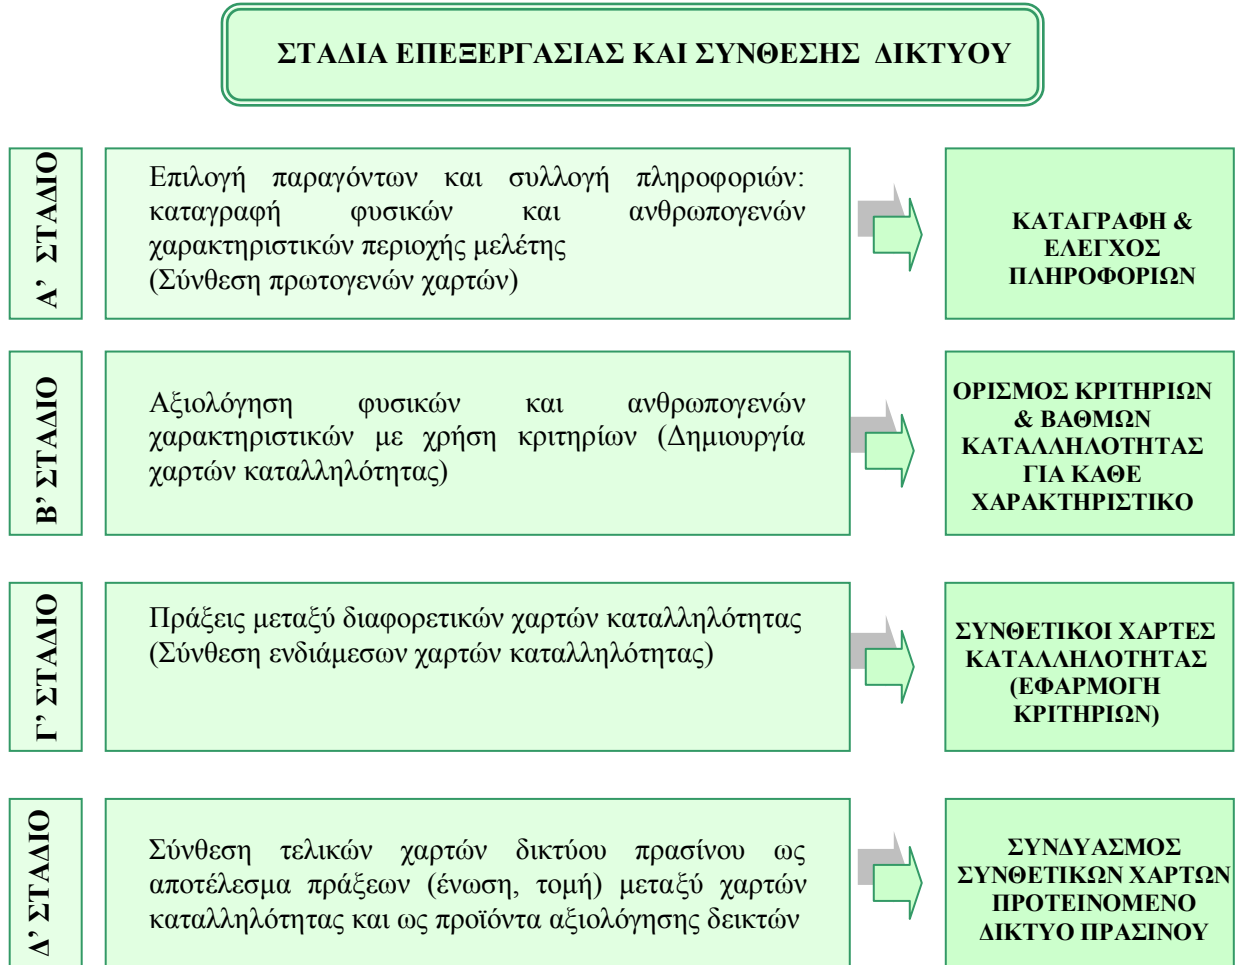 ΣΤΑΔΙΑ ΕΠΕΞΕΡΓΑΣΙΑΣ ΚΑΙ ΣΥΝΘΕΣΗΣ ΔΙΚΤΥΟΥ
Α’ ΣΤΑΔΙΟ
Επιλογή παραγόντων και συλλογή πληροφοριών:
καταγραφή φυσικών και ανθρωπογενών
χαρακτηριστικών περιοχής μελέτης
(Σύνθεση πρωτογενών χαρτών)
ΚΑΤΑΓΡΑΦΗ &
ΕΛΕΓΧΟΣ
ΠΛΗΡΟΦΟΡΙΩΝ
Β’ ΣΤΑΔΙΟ
Αξιολόγηση φυσικών και ανθρωπογενών
χαρακτηριστικών με χρήση κριτηρίων (Δημιουργία
χαρτών καταλληλότητας)
ΟΡΙΣΜΟΣ ΚΡΙΤΗΡΙΩΝ
& ΒΑΘΜΩΝ
ΚΑΤΑΛΛΗΛΟΤΗΤΑΣ
ΓΙΑ ΚΑΘΕ
ΧΑΡΑΚΤΗΡΙΣΤΙΚΟ
Γ’ ΣΤΑΔΙΟ
Πράξεις μεταξύ διαφορετικών χαρτών καταλληλότητας
(Σύνθεση ενδιάμεσων χαρτών καταλληλότητας)
ΣΥΝΘΕΤΙΚΟΙ ΧΑΡΤΕΣ
ΚΑΤΑΛΛΗΛΟΤΗΤΑΣ
(ΕΦΑΡΜΟΓΗ
ΚΡΙΤΗΡΙΩΝ)
Δ’ ΣΤΑΔΙΟ
Σύνθεση τελικών χαρτών δικτύου πρασίνου ως
αποτέλεσμα πράξεων (ένωση, τομή) μεταξύ χαρτών
καταλληλότητας και ως προϊόντα αξιολόγησης δεικτών
ΣΥΝΔΥΑΣΜΟΣ
ΣΥΝΘΕΤΙΚΩΝ ΧΑΡΤΩΝ
ΠΡΟΤΕΙΝΟΜΕΝΟ
ΔΙΚΤΥΟ ΠΡΑΣΙΝΟΥ